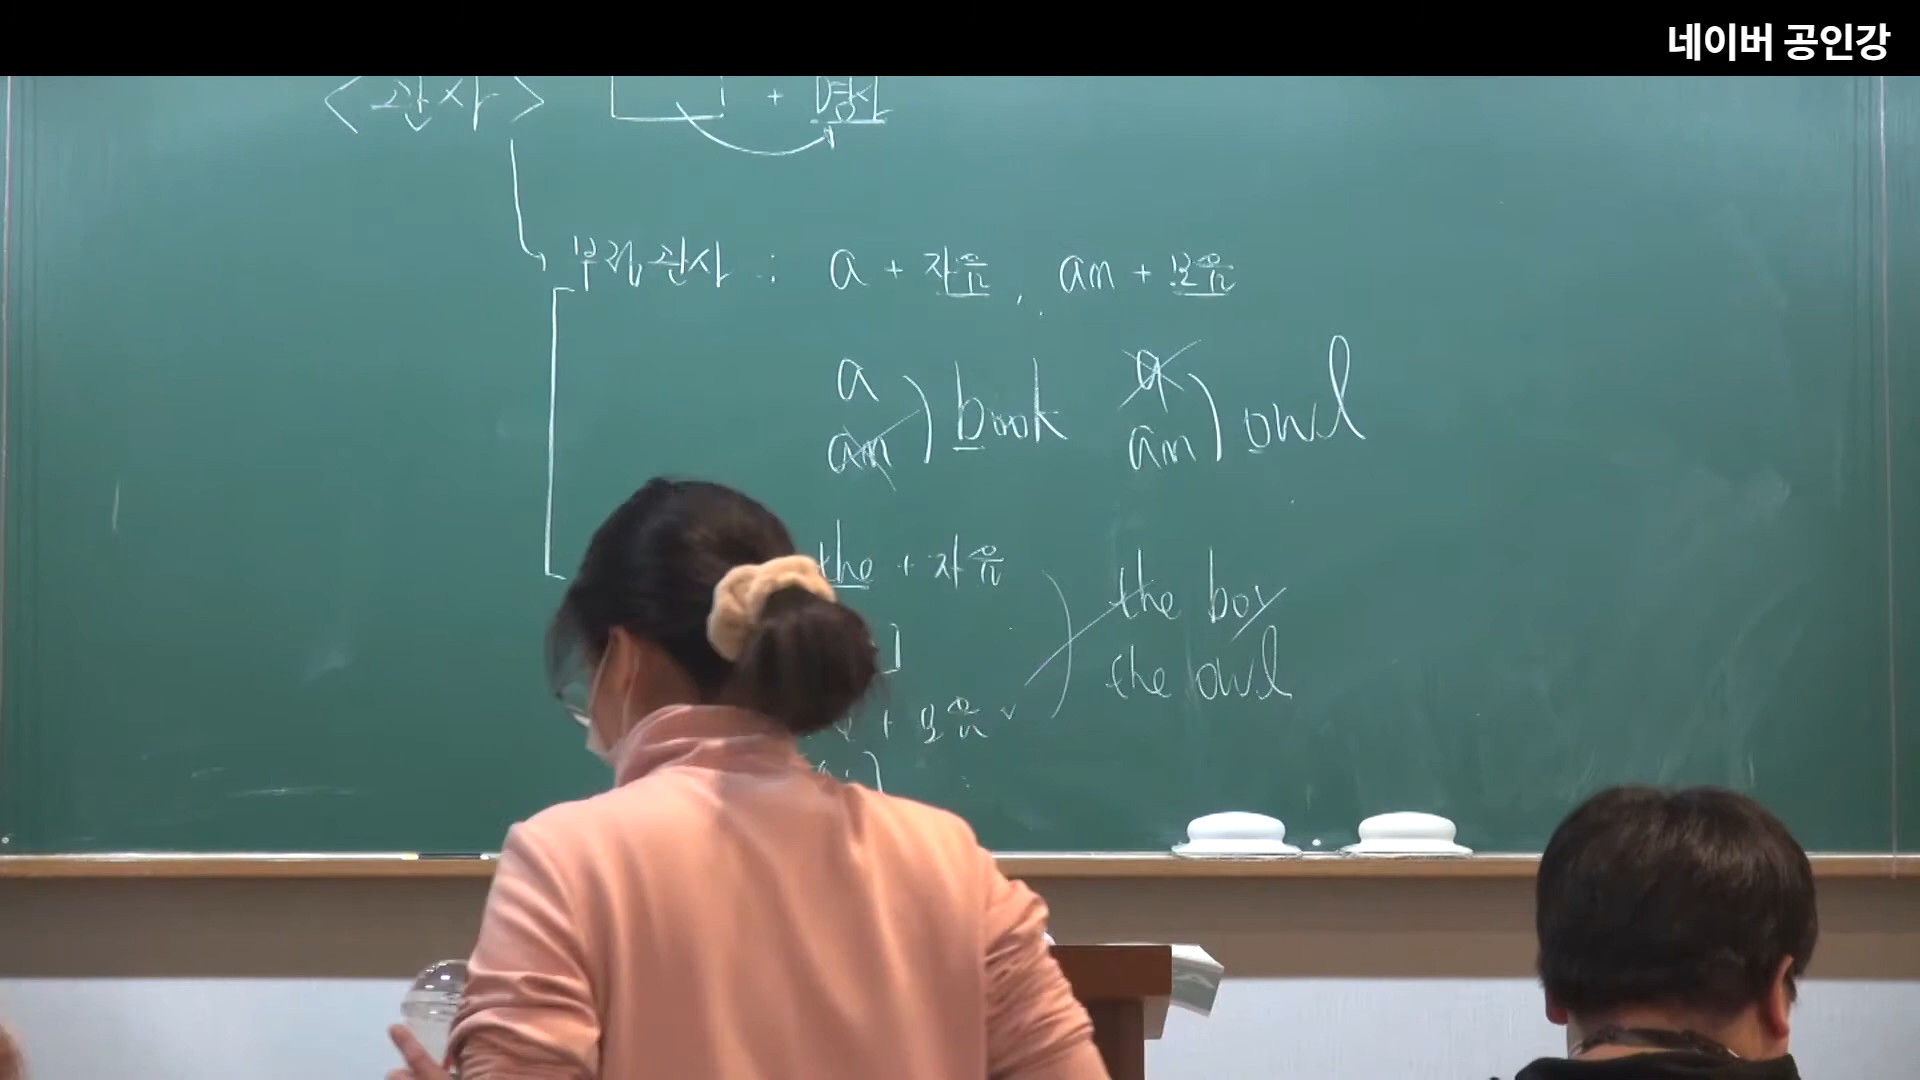 네이버 공인강
<관사> + 명사
부정관사 : a + 자음, an + 모음
a
an ) book
a
an ) owl
the + 자음
]
+ 모음 ✓
]
the boy
the owl